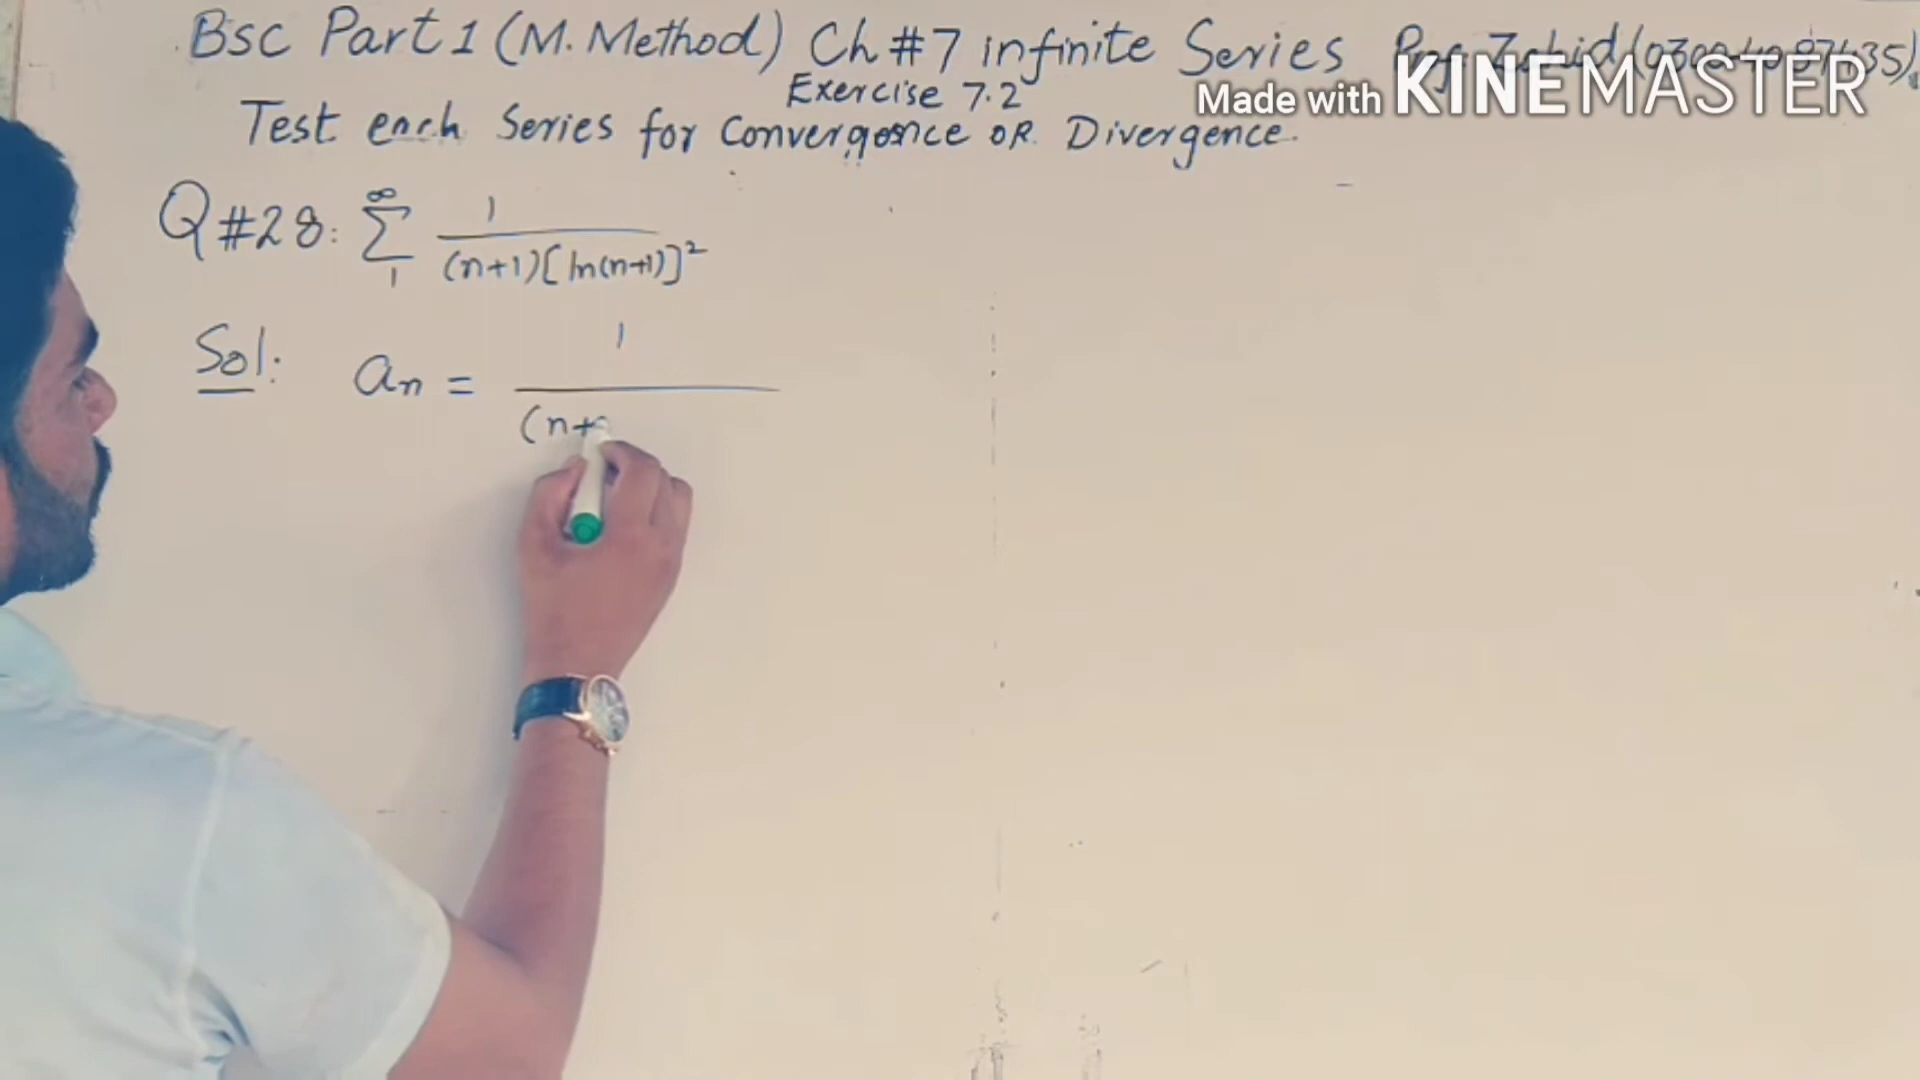 Bsc Part 1 (M. Method) Ch #7 infinite Series
Made with KINEMASTER
Exercise 7.2
Test each Series for Convergence OR Divergence.
Q#28: ∞ ∑ 1 1 / (n+1)[ln(n+1)]²
Sol: an = 1 / (n+